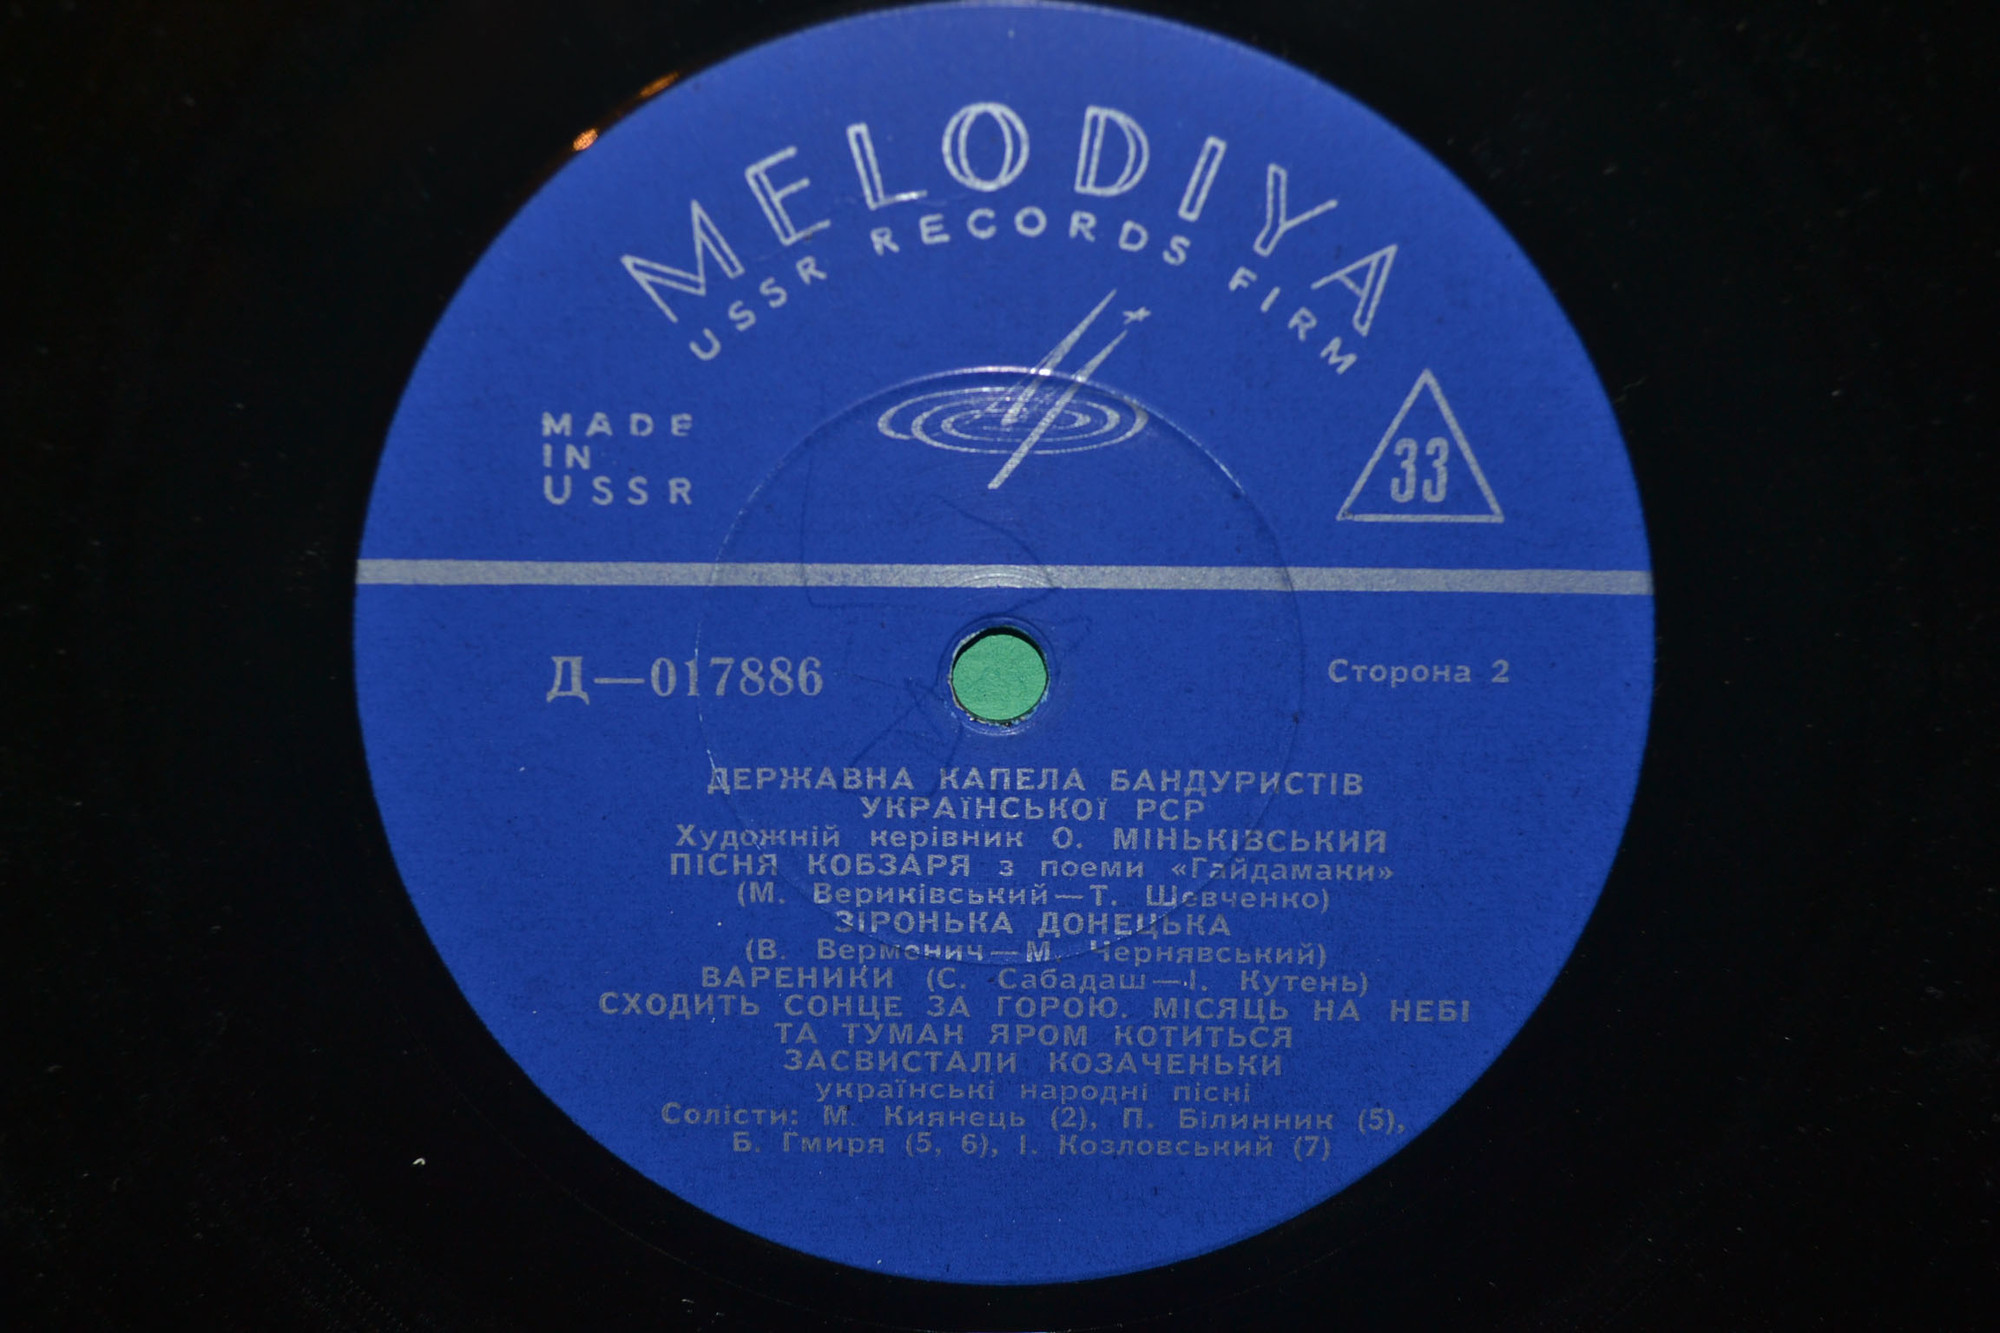 MELODIYA
USSR RECORDS FIRM
MADE
IN
USSR
33
Д—017886
Сторона 2
ДЕРЖАВНА КАПЕЛА БАНДУРИСТІВ
УКРАЇНСЬКОЇ РСР
Художній керівник О. МІНЬКІВСЬКИЙ
ПІСНЯ КОБЗАРЯ з поеми «Гайдамаки»
(М. Вериківський—Т. Шевченко)
ЗІРОНЬКА ДОНЕЦЬКА
(В. Верменич—М. Чернявський)
ВАРЕНИКИ (С. Сабадаш—І. Кутень)
СХОДИТЬ СОНЦЕ ЗА ГОРОЮ. МІСЯЦЬ НА НЕБІ
ТА ТУМАН ЯРОМ КОТИТЬСЯ
ЗАСВИСТАЛИ КОЗАЧЕНЬКИ
українські народні пісні
Солісти: М. Киянець (2), П. Білинник (5),
Б. Гмиря (5, 6), І. Козловський (7)